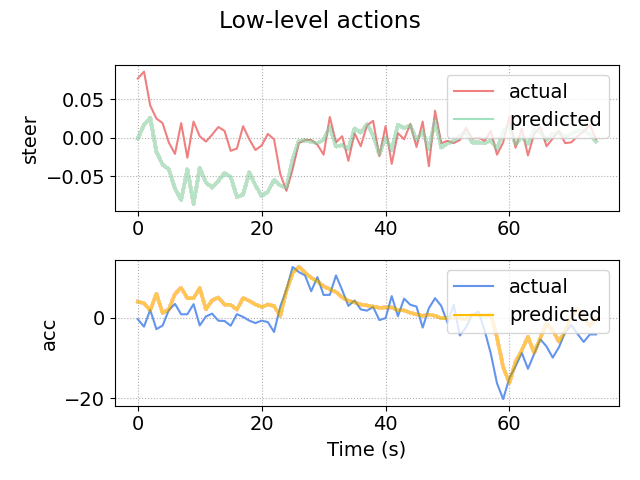 Low-level actions
steer
0.05
0.00
−0.05
actual
predicted
0 20 40 60
acc
0
−20
actual
predicted
0 20 40 60
Time (s)